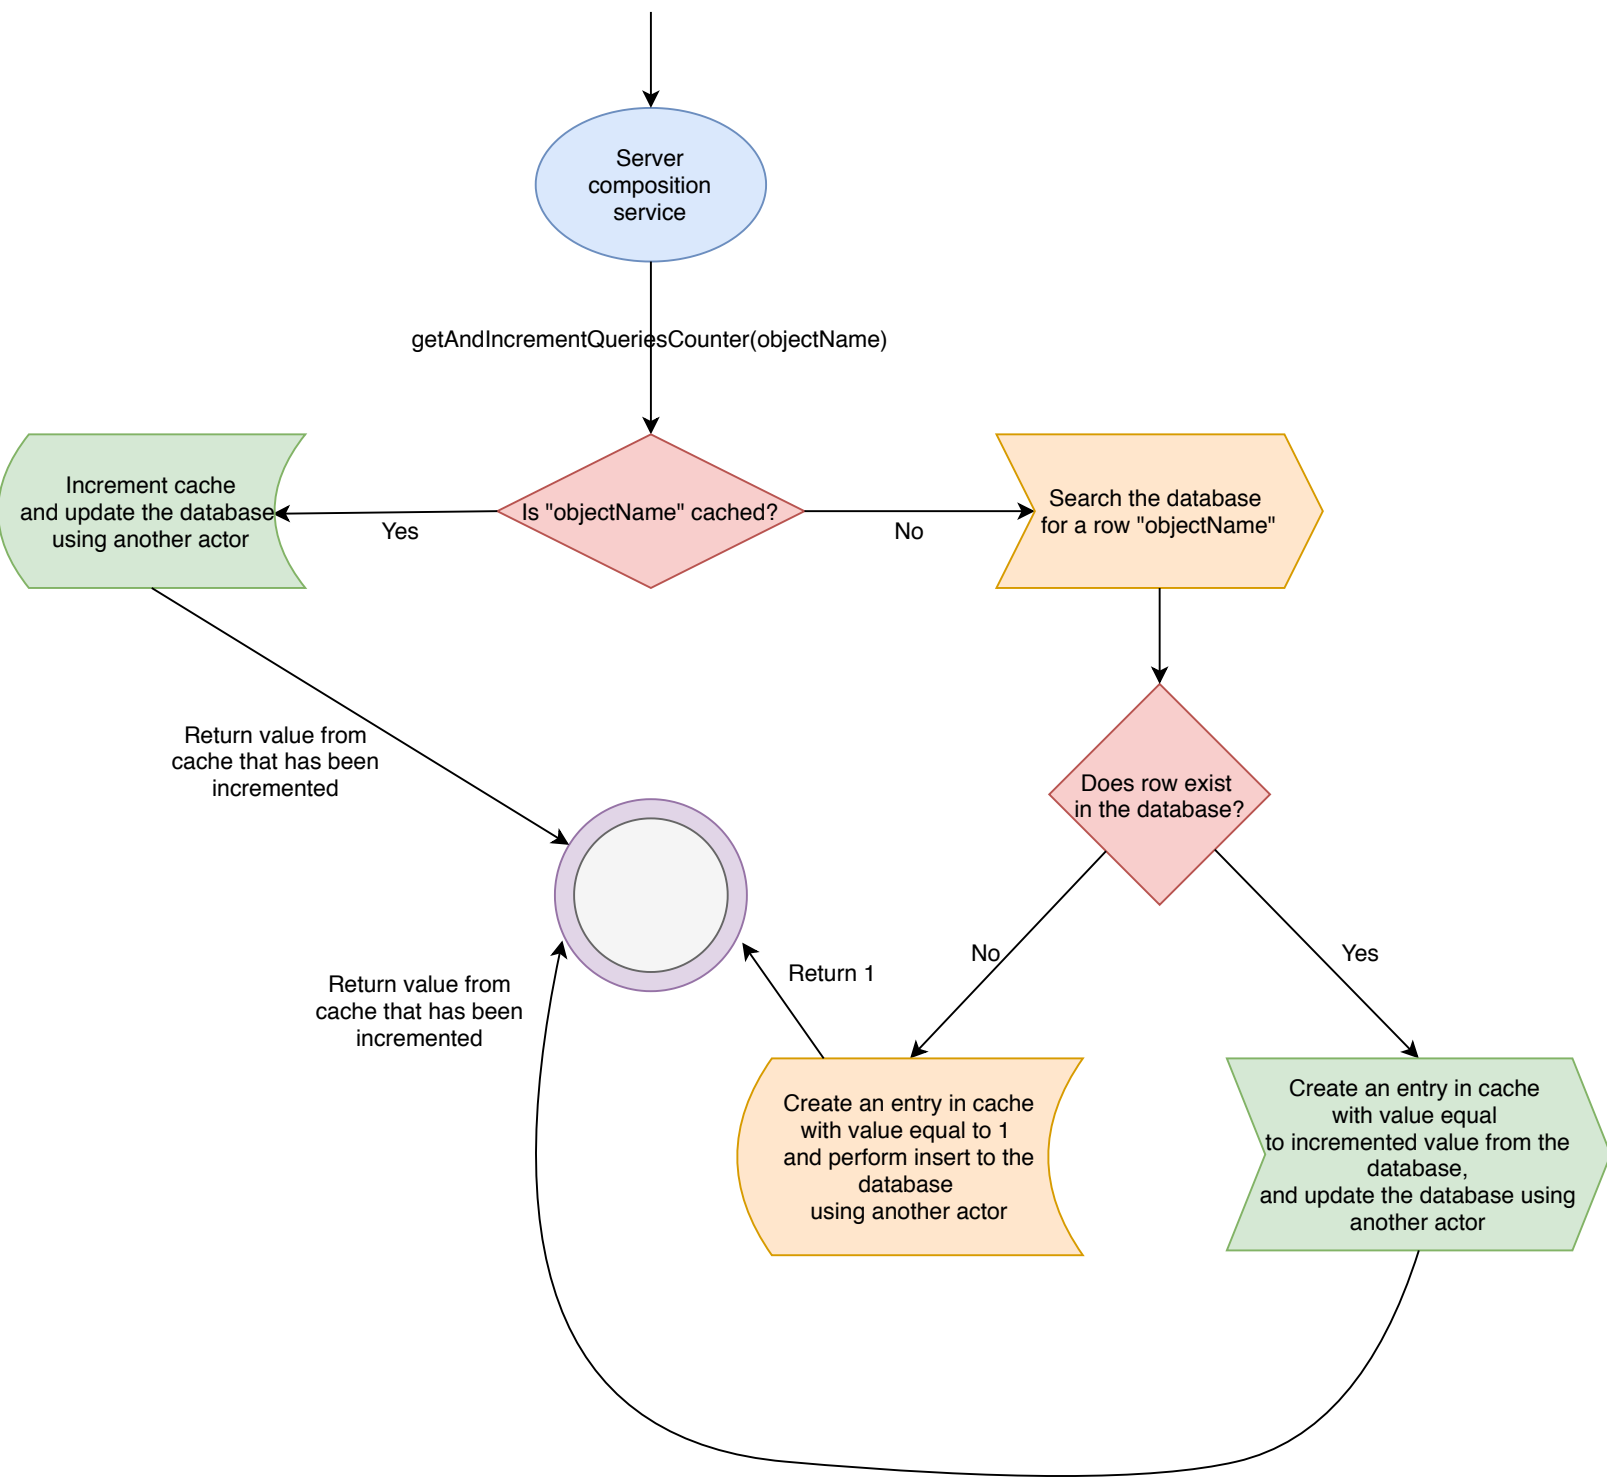 Server
composition
service
getAndIncrementQueriesCounter(objectName)
Increment cache
and update the database
using another actor
Yes
Is "objectName" cached?
No
Search the database
for a row "objectName"
Return value from
cache that has been
incremented
Does row exist
in the database?
No
Yes
Return 1
Return value from
cache that has been
incremented
Create an entry in cache
with value equal to 1
and perform insert to the
database
using another actor
Create an entry in cache
with value equal
to incremented value from the
database,
and update the database using
another actor